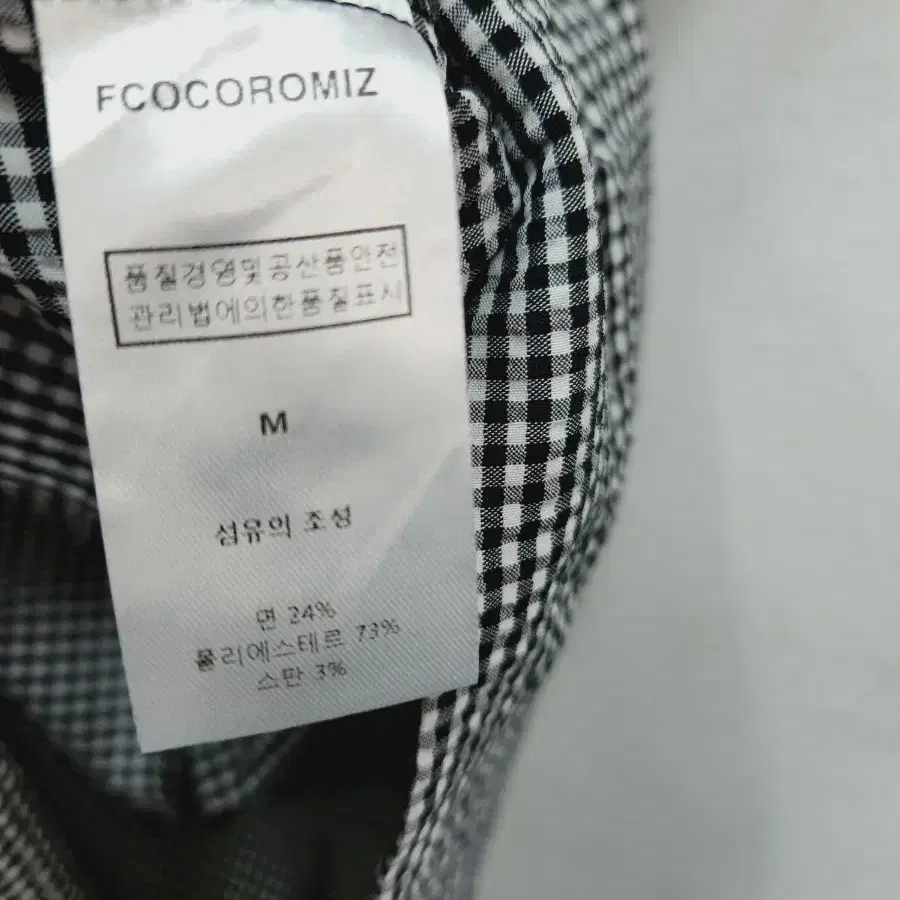 FCOCOROMIZ
품질경영및공산품안전
관리법에의한품질표시
M
섬유의 조성
면 24%
폴리에스테르 73%
스판 3%